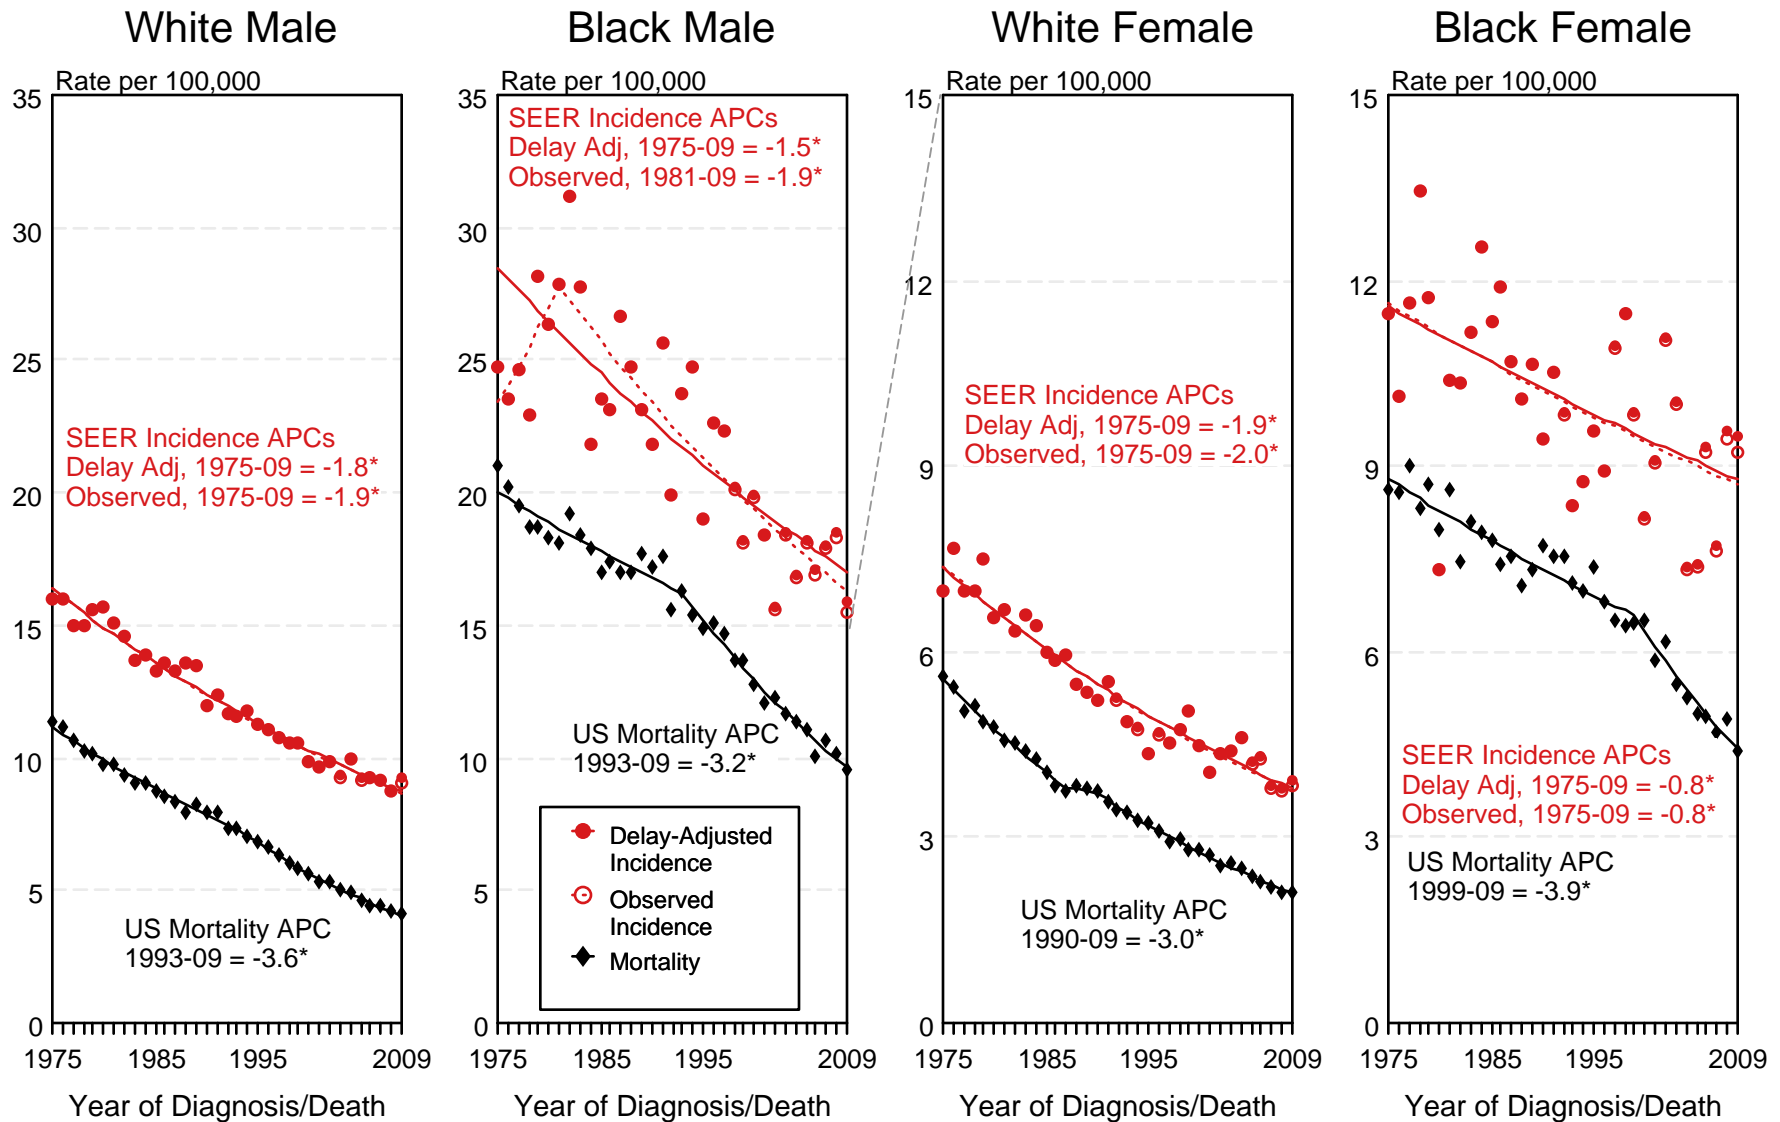 White Male
Black Male
White Female
Black Female
Rate per 100,000
Rate per 100,000
Rate per 100,000
Rate per 100,000
35
30
25
20
15
10
5
0
SEER Incidence APCs
Delay Adj, 1975-09 = -1.8*
Observed, 1975-09 = -1.9*
US Mortality APC
1993-09 = -3.6*
1975
1985
1995
2009
Year of Diagnosis/Death
35
30
25
20
15
10
5
0
SEER Incidence APCs
Delay Adj, 1975-09 = -1.5*
Observed, 1981-09 = -1.9*
US Mortality APC
1993-09 = -3.2*
Delay-Adjusted
Incidence
Observed
Incidence
Mortality
1975
1985
1995
2009
Year of Diagnosis/Death
15
12
9
6
3
0
SEER Incidence APCs
Delay Adj, 1975-09 = -1.9*
Observed, 1975-09 = -2.0*
US Mortality APC
1990-09 = -3.0*
1975
1985
1995
2009
Year of Diagnosis/Death
15
12
9
6
3
0
SEER Incidence APCs
Delay Adj, 1975-09 = -0.8*
Observed, 1975-09 = -0.8*
US Mortality APC
1999-09 = -3.9*
1975
1985
1995
2009
Year of Diagnosis/Death